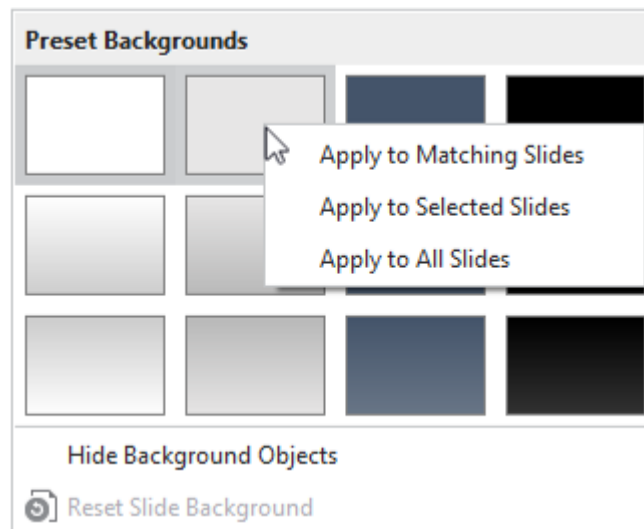 Preset Backgrounds
Apply to Matching Slides
Apply to Selected Slides
Apply to All Slides
Hide Background Objects
Reset Slide Background